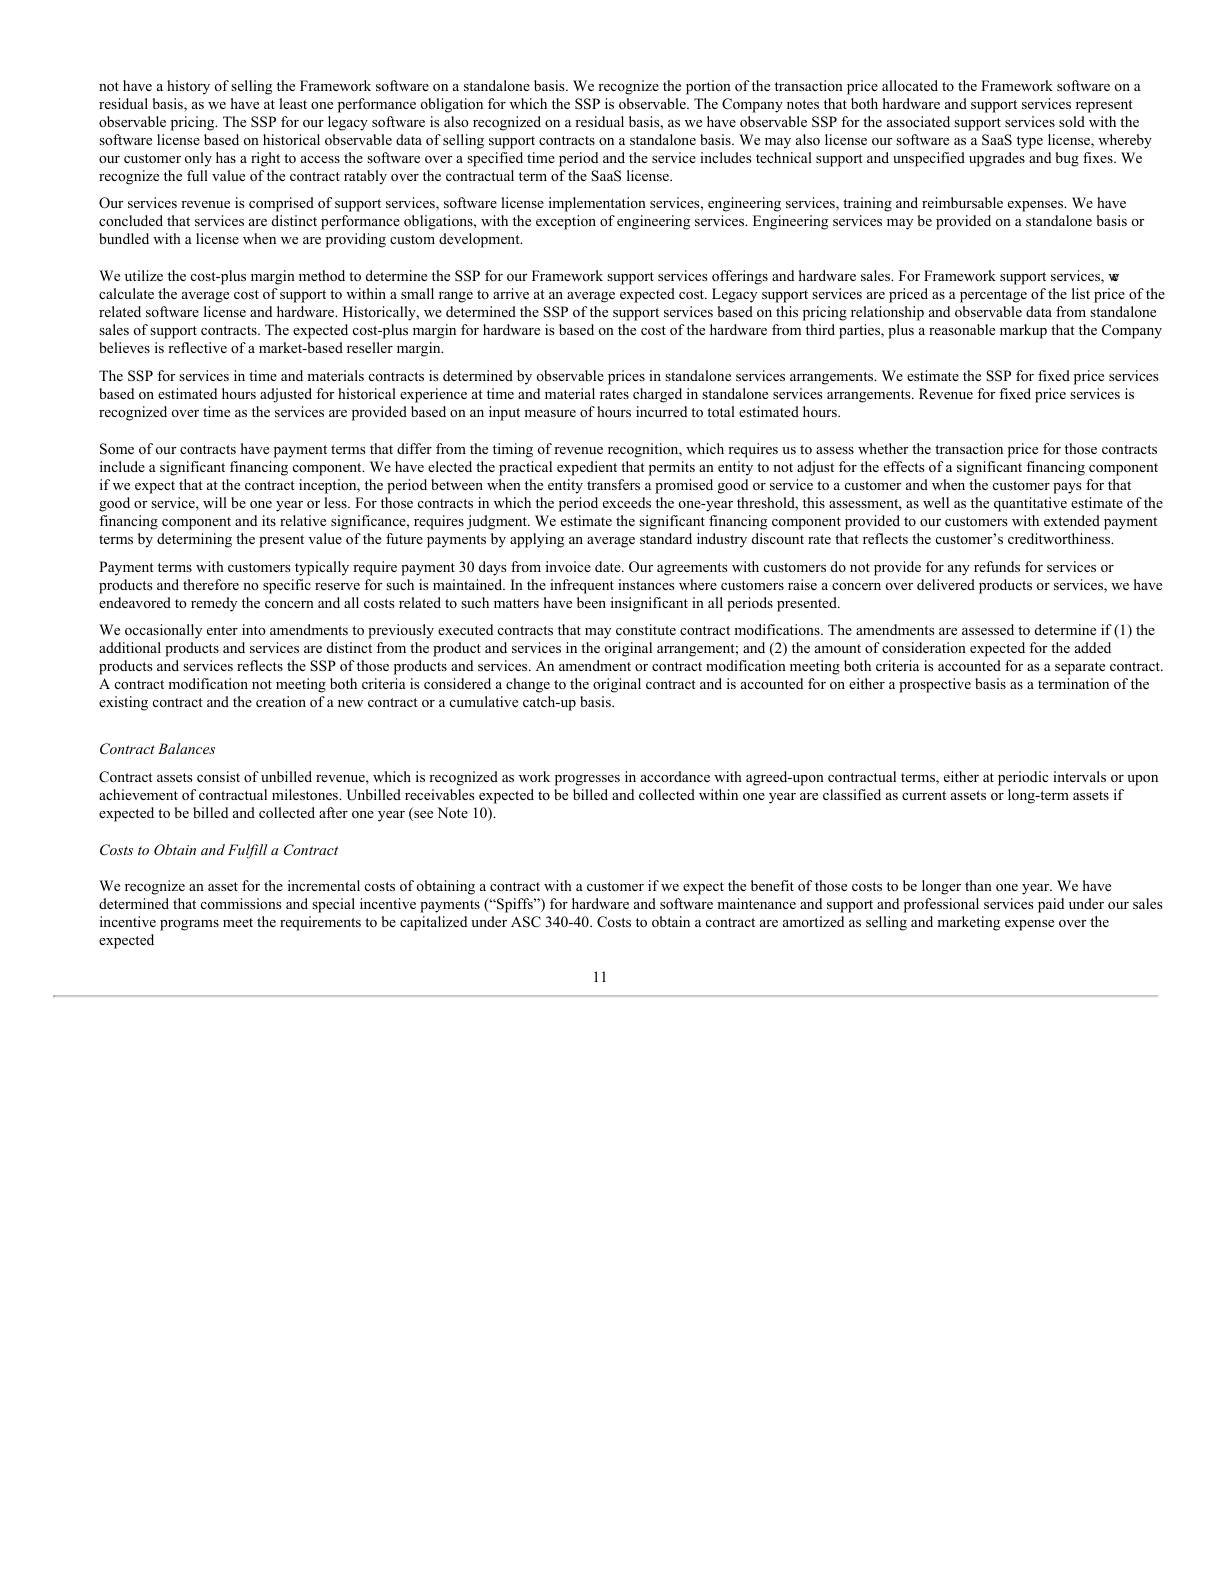 not have a history of selling the Framework software on a standalone basis. We recognize the portion of the transaction price allocated to the Framework software on a
residual basis, as we have at least one performance obligation for which the SSP is observable. The Company notes that both hardware and support services represent
observable pricing. The SSP for our legacy software is also recognized on a residual basis, as we have observable SSP for the associated support services sold with the
software license based on historical observable data of selling support contracts on a standalone basis. We may also license our software as a SaaS type license, whereby
our customer only has a right to access the software over a specified time period and the service includes technical support and unspecified upgrades and bug fixes. We
recognize the full value of the contract ratably over the contractual term of the SaaS license.
Our services revenue is comprised of support services, software license implementation services, engineering services, training and reimbursable expenses. We have
concluded that services are distinct performance obligations, with the exception of engineering services. Engineering services may be provided on a standalone basis or
bundled with a license when we are providing custom development.
We utilize the cost-plus margin method to determine the SSP for our Framework support services offerings and hardware sales. For Framework support services, we
calculate the average cost of support to within a small range to arrive at an average expected cost. Legacy support services are priced as a percentage of the list price of the
related software license and hardware. Historically, we determined the SSP of the support services based on this pricing relationship and observable data from standalone
sales of support contracts. The expected cost-plus margin for hardware is based on the cost of the hardware from third parties, plus a reasonable markup that the Company
believes is reflective of a market-based reseller margin.
The SSP for services in time and materials contracts is determined by observable prices in standalone services arrangements. We estimate the SSP for fixed price services
based on estimated hours adjusted for historical experience at time and material rates charged in standalone services arrangements. Revenue for fixed price services is
recognized over time as the services are provided based on an input measure of hours incurred to total estimated hours.
Some of our contracts have payment terms that differ from the timing of revenue recognition, which requires us to assess whether the transaction price for those contracts
include a significant financing component. We have elected the practical expedient that permits an entity to not adjust for the effects of a significant financing component
if we expect that at the contract inception, the period between when the entity transfers a promised good or service to a customer and when the customer pays for that
good or service, will be one year or less. For those contracts in which the period exceeds the one-year threshold, this assessment, as well as the quantitative estimate of the
financing component and its relative significance, requires judgment. We estimate the significant financing component provided to our customers with extended payment
terms by determining the present value of the future payments by applying an average standard industry discount rate that reflects the customer’s creditworthiness.
Payment terms with customers typically require payment 30 days from invoice date. Our agreements with customers do not provide for any refunds for services or
products and therefore no specific reserve for such is maintained. In the infrequent instances where customers raise a concern over delivered products or services, we have
endeavored to remedy the concern and all costs related to such matters have been insignificant in all periods presented.
We occasionally enter into amendments to previously executed contracts that may constitute contract modifications. The amendments are assessed to determine if (1) the
additional products and services are distinct from the product and services in the original arrangement; and (2) the amount of consideration expected for the added
products and services reflects the SSP of those products and services. An amendment or contract modification meeting both criteria is accounted for as a separate contract.
A contract modification not meeting both criteria is considered a change to the original contract and is accounted for on either a prospective basis as a termination of the
existing contract and the creation of a new contract or a cumulative catch-up basis.
Contract Balances
Contract assets consist of unbilled revenue, which is recognized as work progresses in accordance with agreed-upon contractual terms, either at periodic intervals or upon
achievement of contractual milestones. Unbilled receivables expected to be billed and collected within one year are classified as current assets or long-term assets if
expected to be billed and collected after one year (see Note 10).
Costs to Obtain and Fulfill a Contract
We recognize an asset for the incremental costs of obtaining a contract with a customer if we expect the benefit of those costs to be longer than one year. We have
determined that commissions and special incentive payments (“Spiffs”) for hardware and software maintenance and support and professional services paid under our sales
incentive programs meet the requirements to be capitalized under ASC 340-40. Costs to obtain a contract are amortized as selling and marketing expense over the
expected
11